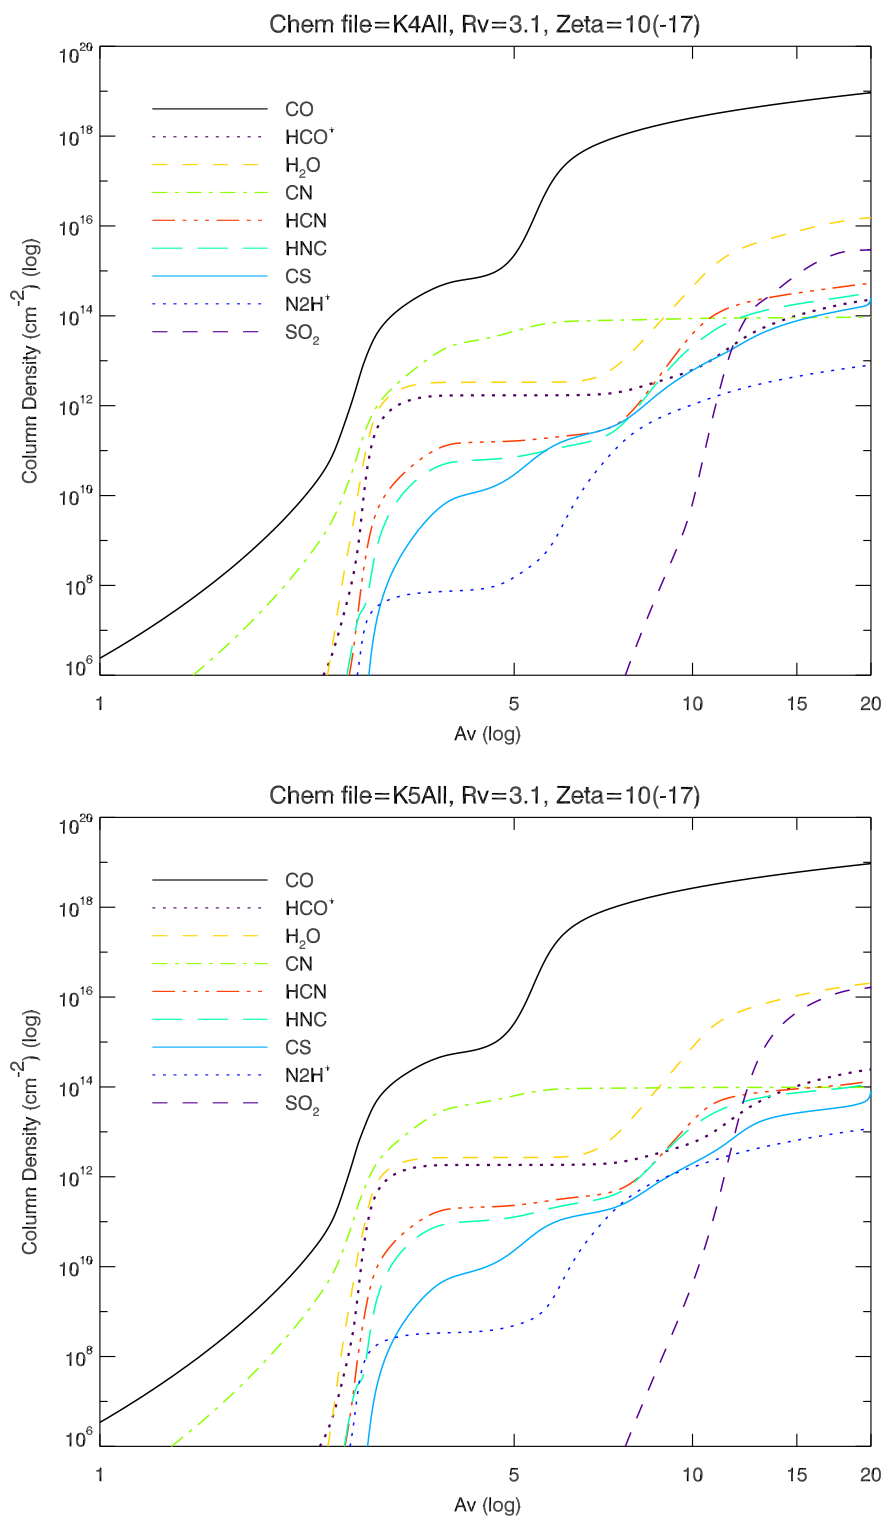 Chem file=K4All, Rv=3.1, Zeta=10(-17)
10^20
10^18
10^16
10^14
10^12
10^10
10^8
10^6
Column Density (cm^-2) (log)
CO
HCO^+
H_2O
CN
HCN
HNC
CS
N2H^+
SO_2
1 5 10 15 20
Av (log)
Chem file=K5All, Rv=3.1, Zeta=10(-17)
10^20
10^18
10^16
10^14
10^12
10^10
10^8
10^6
Column Density (cm^-2) (log)
CO
HCO^+
H_2O
CN
HCN
HNC
CS
N2H^+
SO_2
1 5 10 15 20
Av (log)